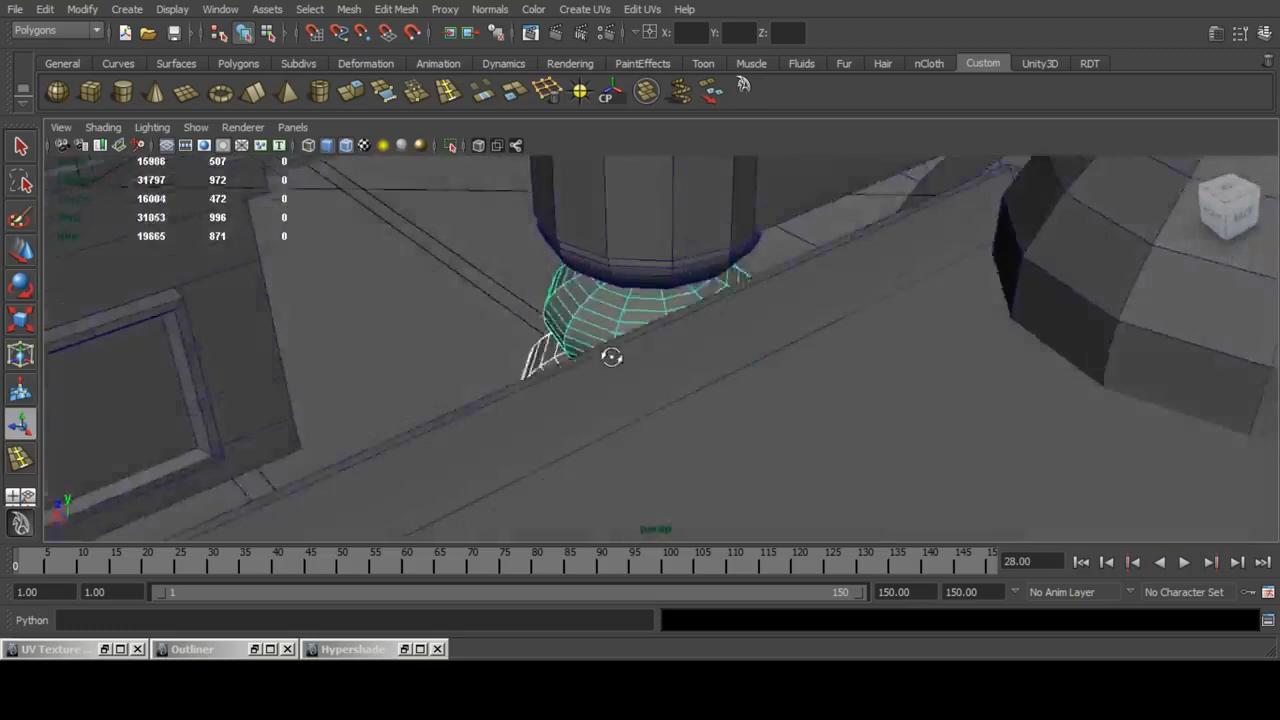 File Edit Modify Create Display Window Assets Select Mesh Edit Mesh Proxy Normals Color Create UVs Edit UVs Help
Polygons X: Y: Z:
General Curves Surfaces Polygons Subdivs Deformation Animation Dynamics Rendering PaintEffects Toon Muscle Fluids Fur Hair nCloth Custom Unity3D RDT
CP
View Shading Lighting Show Renderer Panels
15906 507 0
31797 972 0
16004 472 0
31053 996 0
19865 871 0
BACK
y
persp
5 10 15 20 25 30 35 40 45 50 55 60 65 70 75 80 85 90 95 100 105 110 115 120 125 130 135 140 145 15
0 28.00
1.00 1.00 1 150 150.00 150.00 No Anim Layer No Character Set
Python
UV Texture ... Outliner Hypershade